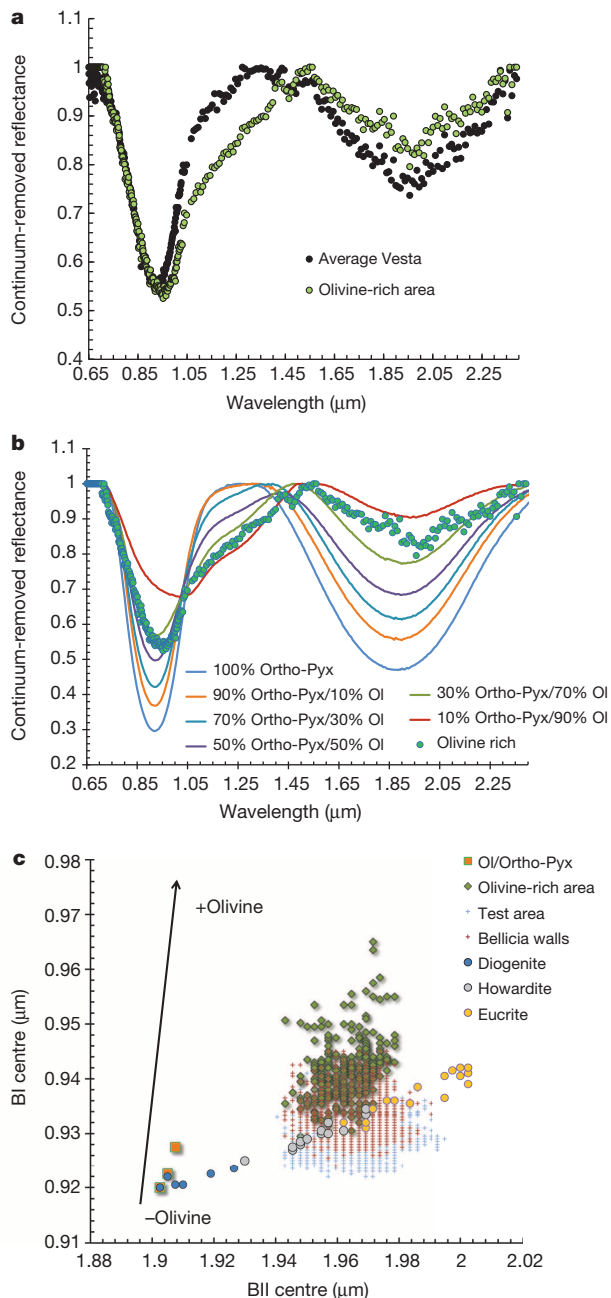 a
1.1
1
0.9
0.8
0.7
0.6
0.5
0.4
Continuum-removed reflectance
Average Vesta
Olivine-rich area
0.65 0.85 1.05 1.25 1.45 1.65 1.85 2.05 2.25
Wavelength (μm)
b
1.1
1
0.9
0.8
0.7
0.6
0.5
0.4
0.3
0.2
Continuum-removed reflectance
100% Ortho-Pyx
90% Ortho-Pyx/10% Ol
70% Ortho-Pyx/30% Ol
50% Ortho-Pyx/50% Ol
30% Ortho-Pyx/70% Ol
10% Ortho-Pyx/90% Ol
Olivine rich
0.65 0.85 1.05 1.25 1.45 1.65 1.85 2.05 2.25
Wavelength (μm)
c
0.98
0.97
0.96
0.95
0.94
0.93
0.92
0.91
BI centre (μm)
+Olivine
−Olivine
Ol/Ortho-Pyx
Olivine-rich area
Test area
Bellicia walls
Diogenite
Howardite
Eucrite
1.88 1.9 1.92 1.94 1.96 1.98 2 2.02
BII centre (μm)